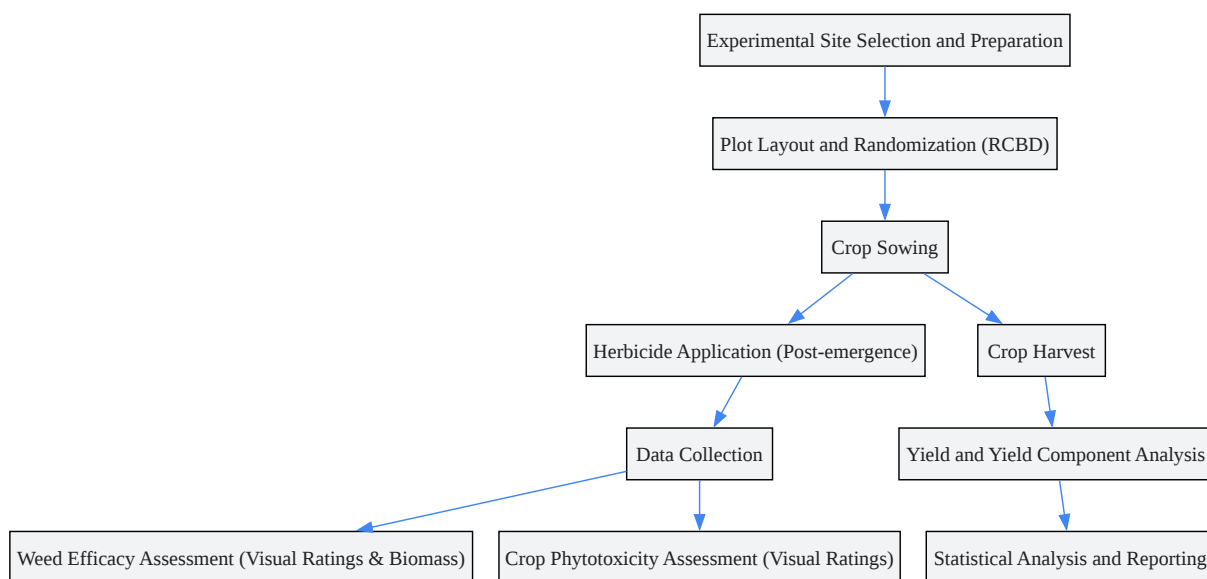 Experimental Site Selection and Preparation
Plot Layout and Randomization (RCBD)
Crop Sowing
Herbicide Application (Post-emergence)
Crop Harvest
Data Collection
Yield and Yield Component Analysis
Weed Efficacy Assessment (Visual Ratings & Biomass)
Crop Phytotoxicity Assessment (Visual Ratings)
Statistical Analysis and Reporting